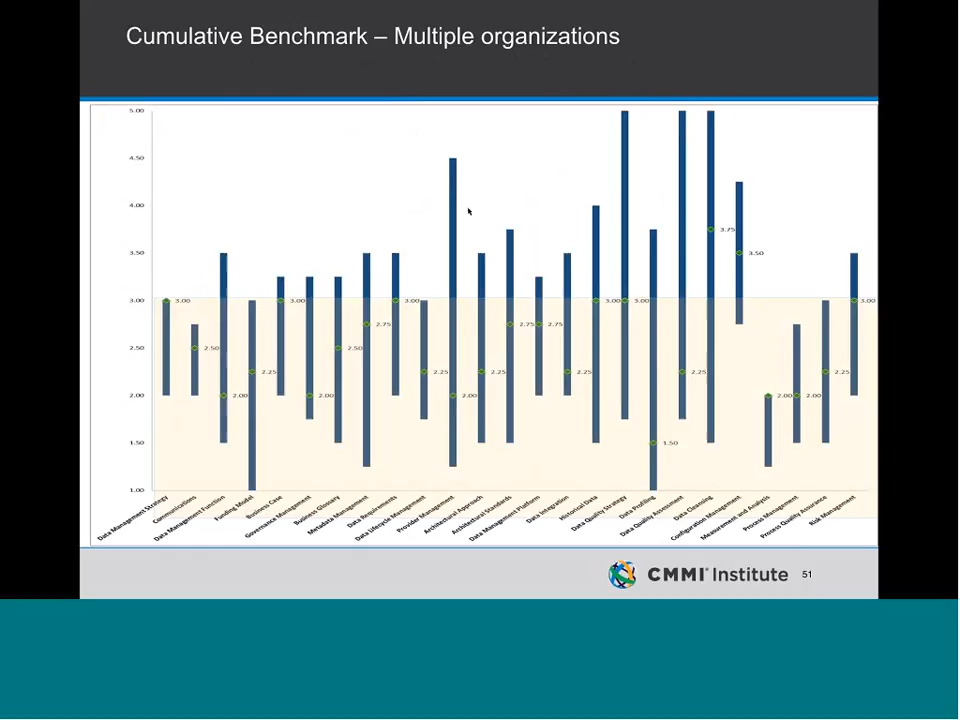 Cumulative Benchmark – Multiple organizations
5.00
4.50
4.00
3.75
3.50
3.50
3.00
3.00
3.00
3.00
3.00
3.00
3.00
2.75
2.75
2.75
2.50
2.50
2.50
2.25
2.25
2.25
2.25
2.25
2.25
2.00
2.00
2.00
2.00
2.00
2.00
1.50
1.50
1.00
Data Management Strategy
Communications
Data Management Function
Funding Model
Business Case
Governance Management
Business Glossary
Metadata Management
Data Requirements
Data Lifecycle Management
Provider Management
Architectural Approach
Architectural Standards
Data Management Platform
Data Integration
Historical Data
Data Quality Strategy
Data Profiling
Data Quality Assessment
Data Cleansing
Configuration Management
Measurement and Analysis
Process Management
Process Quality Assurance
Risk Management
CMMI® Institute
51